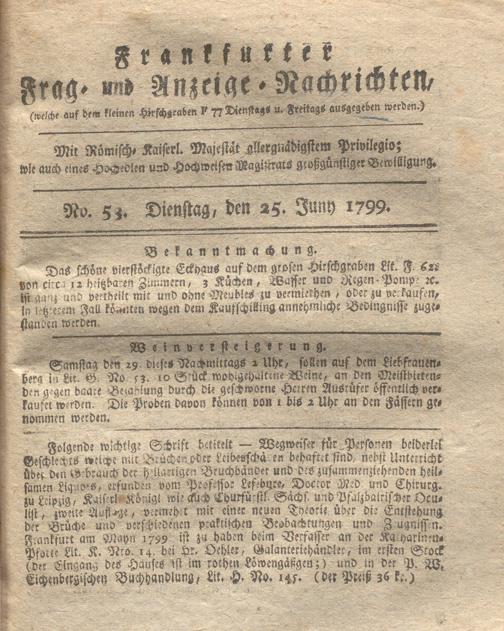 Frankfurter
Frag- und Anzeige-Nachrichten,
(welche auf dem kleinen Hirschgraben F 77 Dienstags u. Freitags ausgegeben werden.)
Mit Römisch-Kaiserl. Majestät allergnädigstem Privilegio;
wie auch eines Hochedlen und Hochweisen Magistrats großgünstiger Bewilligung.
No. 53. Dienstag, den 25. Juny 1799.
Bekanntmachung.
Das schöne vierstöckigte Eckhaus auf dem grosen Hirschgraben Lit. F. 628
von circa 12 heitzbaren Zimmern, 3 Küchen, Wasser und Regen-Pompe ꝛc.
ist ganz und vertheilt mit und ohne Meubles zu vermiethen, oder zu verkaufen,
in letzterem Fall könnten wegen dem Kaufschilling annehmliche Bedingnisse zuge-
standen werden.
Weinversteigerung.
Samstag den 29. dieses Nachmittags 2 Uhr, sollen auf dem Liebfrauen-
berg in Lit. G. No. 53. 10 Stück wohlgehaltene Weine, an den Meistbieten-
den gegen baare Bezahlung durch die geschworne Herren Ausrüfer öffentlich ver-
kaufet werden. Die Proben davon können von 1 bis 2 Uhr an den Fässern ge-
nommen werden.
Folgende wichtige Schrift betitelt — Wegweiser für Personen beiderlei
Geschlechts welche mit Brüchen oder Leibesschäden behaftet sind, nebst Unterricht
über den Gebrauch der hellartigen Bruchbänder und des zusammenziehenden heil-
samen Liquors, erfunden vom Professor Lefebure, Doctor Med und Chirurg.
zu Leipzig, Kaiserl. Königl wie auch Churfürstl. Sächs. und Pfalzbairischer Ocu-
list, zweite Auflage, vermehrt mit einer neuen Theorie über die Entstehung
der Brüche und verschiedenen praktischen Beobachtungen und Zeugnissen.
Frankfurt am Mayn 1799 ist zu haben beym Verfasser an der Katharinen-
Pforte Lit. K. Nro. 14. bei Hr. Oehler, Galanteriehändler, im ersten Stock
(der Eingang des Hauses ist im rothen Löwengäßgen;) und in der P. W.
Eichenbergischen Buchhandlung, Lit. H. No. 145. (der Preiß 36 kr.)